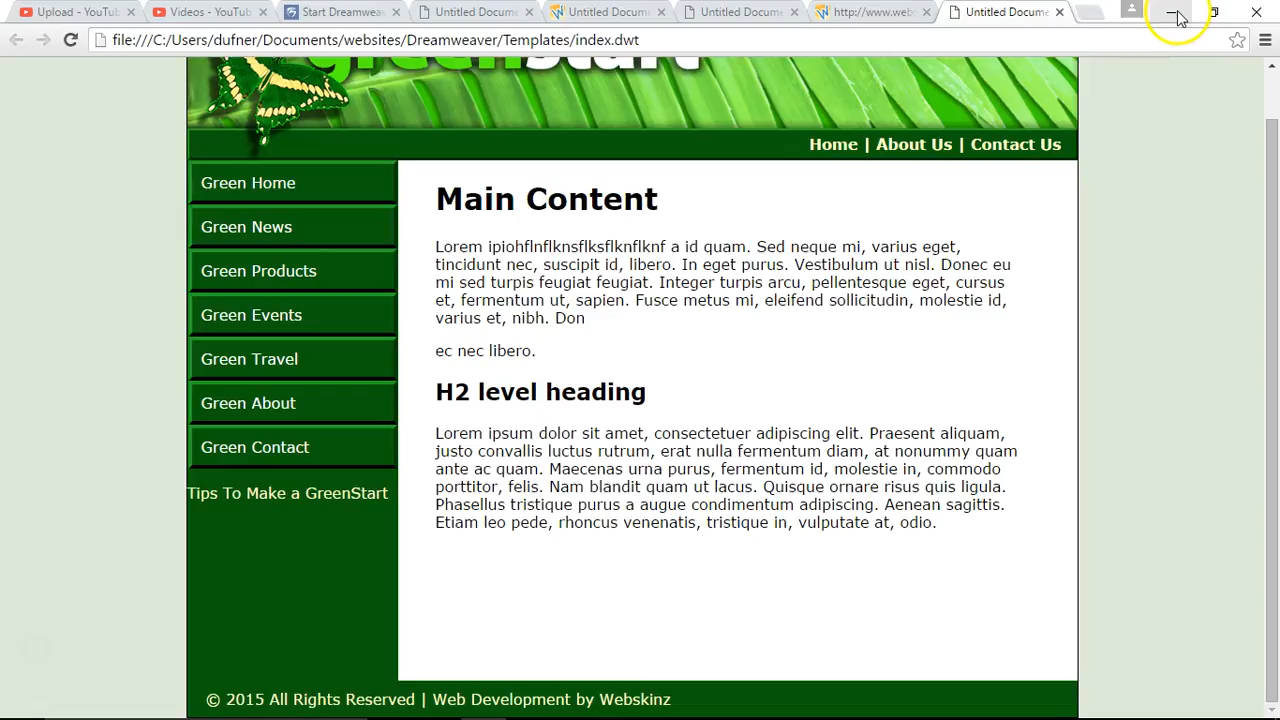 Upload - YouTub
Videos - YouTub
Start Dreamweav
Untitled Docume
Untitled Docume
Untitled Docume
http://www.web
Untitled Docume
file:///C:/Users/dufner/Documents/websites/Dreamweaver/Templates/index.dwt
greenstart
Home | About Us | Contact Us
Green Home
Green News
Green Products
Green Events
Green Travel
Green About
Green Contact
Tips To Make a GreenStart
Main Content
Lorem ipiohflnflknsflksflknflknf a id quam. Sed neque mi, varius eget,
tincidunt nec, suscipit id, libero. In eget purus. Vestibulum ut nisl. Donec eu
mi sed turpis feugiat feugiat. Integer turpis arcu, pellentesque eget, cursus
et, fermentum ut, sapien. Fusce metus mi, eleifend sollicitudin, molestie id,
varius et, nibh. Don
ec nec libero.
H2 level heading
Lorem ipsum dolor sit amet, consectetuer adipiscing elit. Praesent aliquam,
justo convallis luctus rutrum, erat nulla fermentum diam, at nonummy quam
ante ac quam. Maecenas urna purus, fermentum id, molestie in, commodo
porttitor, felis. Nam blandit quam ut lacus. Quisque ornare risus quis ligula.
Phasellus tristique purus a augue condimentum adipiscing. Aenean sagittis.
Etiam leo pede, rhoncus venenatis, tristique in, vulputate at, odio.
© 2015 All Rights Reserved | Web Development by Webskinz